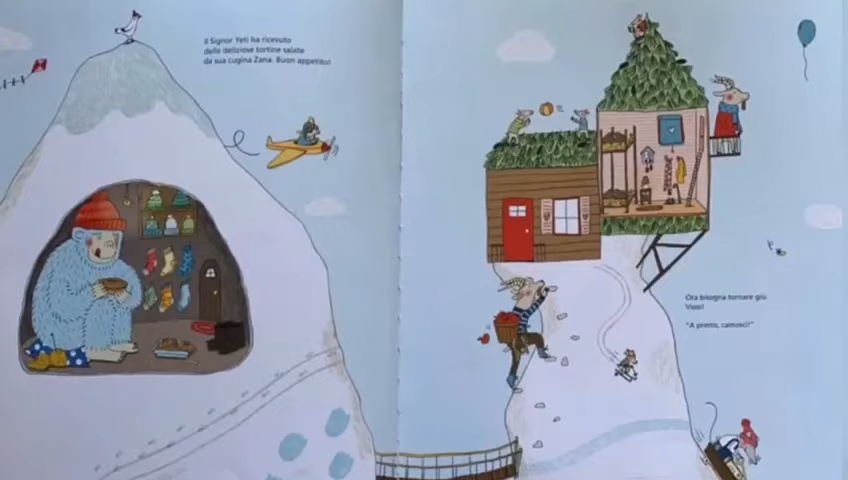 Il Signor Yeti ha ricevuto
delle deliziose tortine salate
da sua cugina Zana. Buon appetito!
Ora bisogna tornare giù.
Vieni!
"A presto, camosci!"